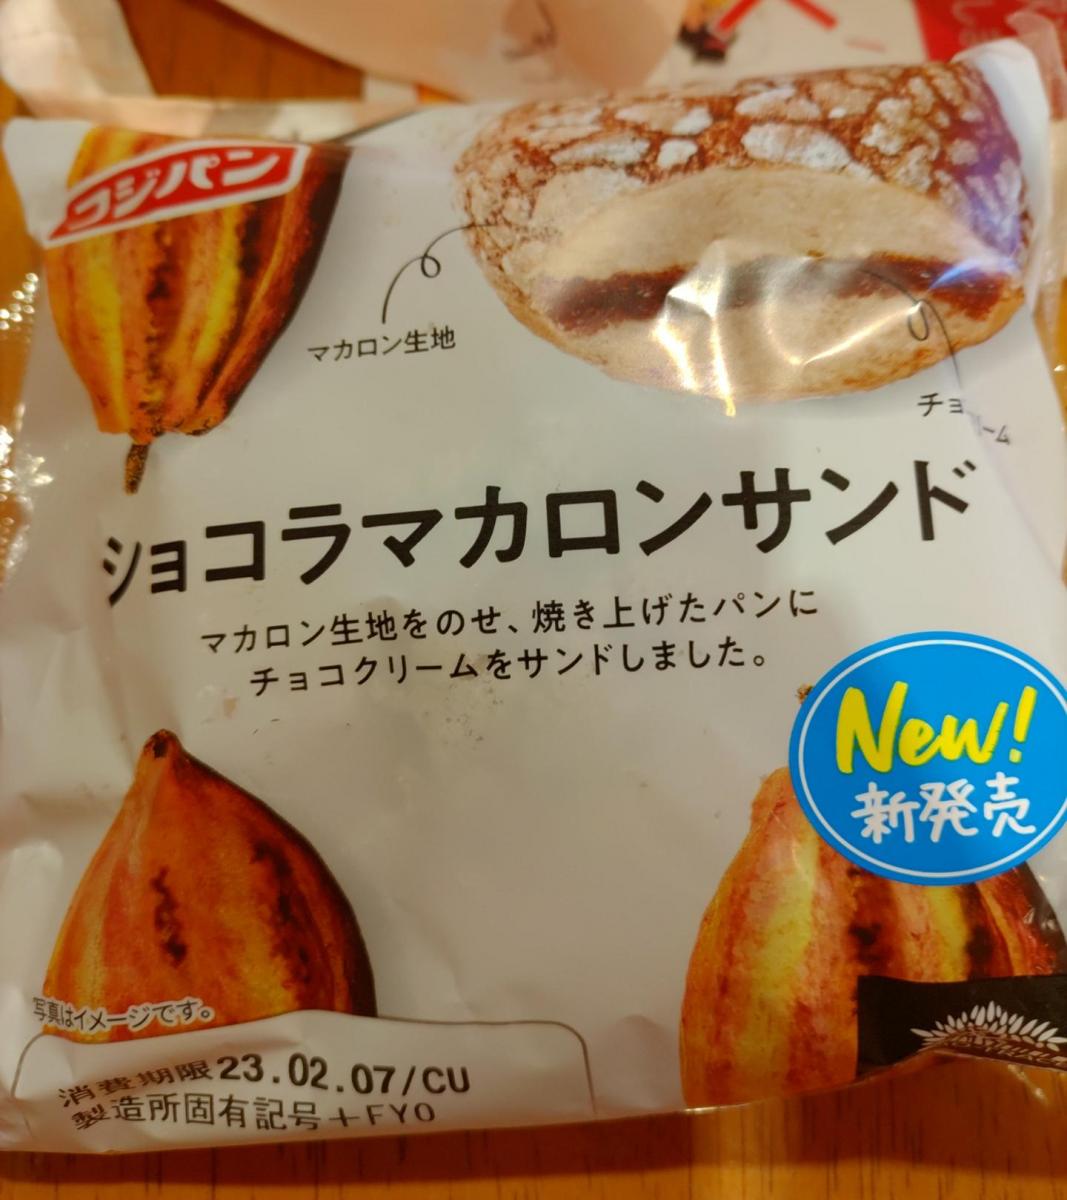 フジパン
マカロン生地
チョ
ーム
ショコラマカロンサンド
マカロン生地をのせ、焼き上げたパンに
チョコクリームをサンドしました。
New!
新発売
写真はイメージです。
消費期限23.02.07/CU
製造所固有記号+FYO